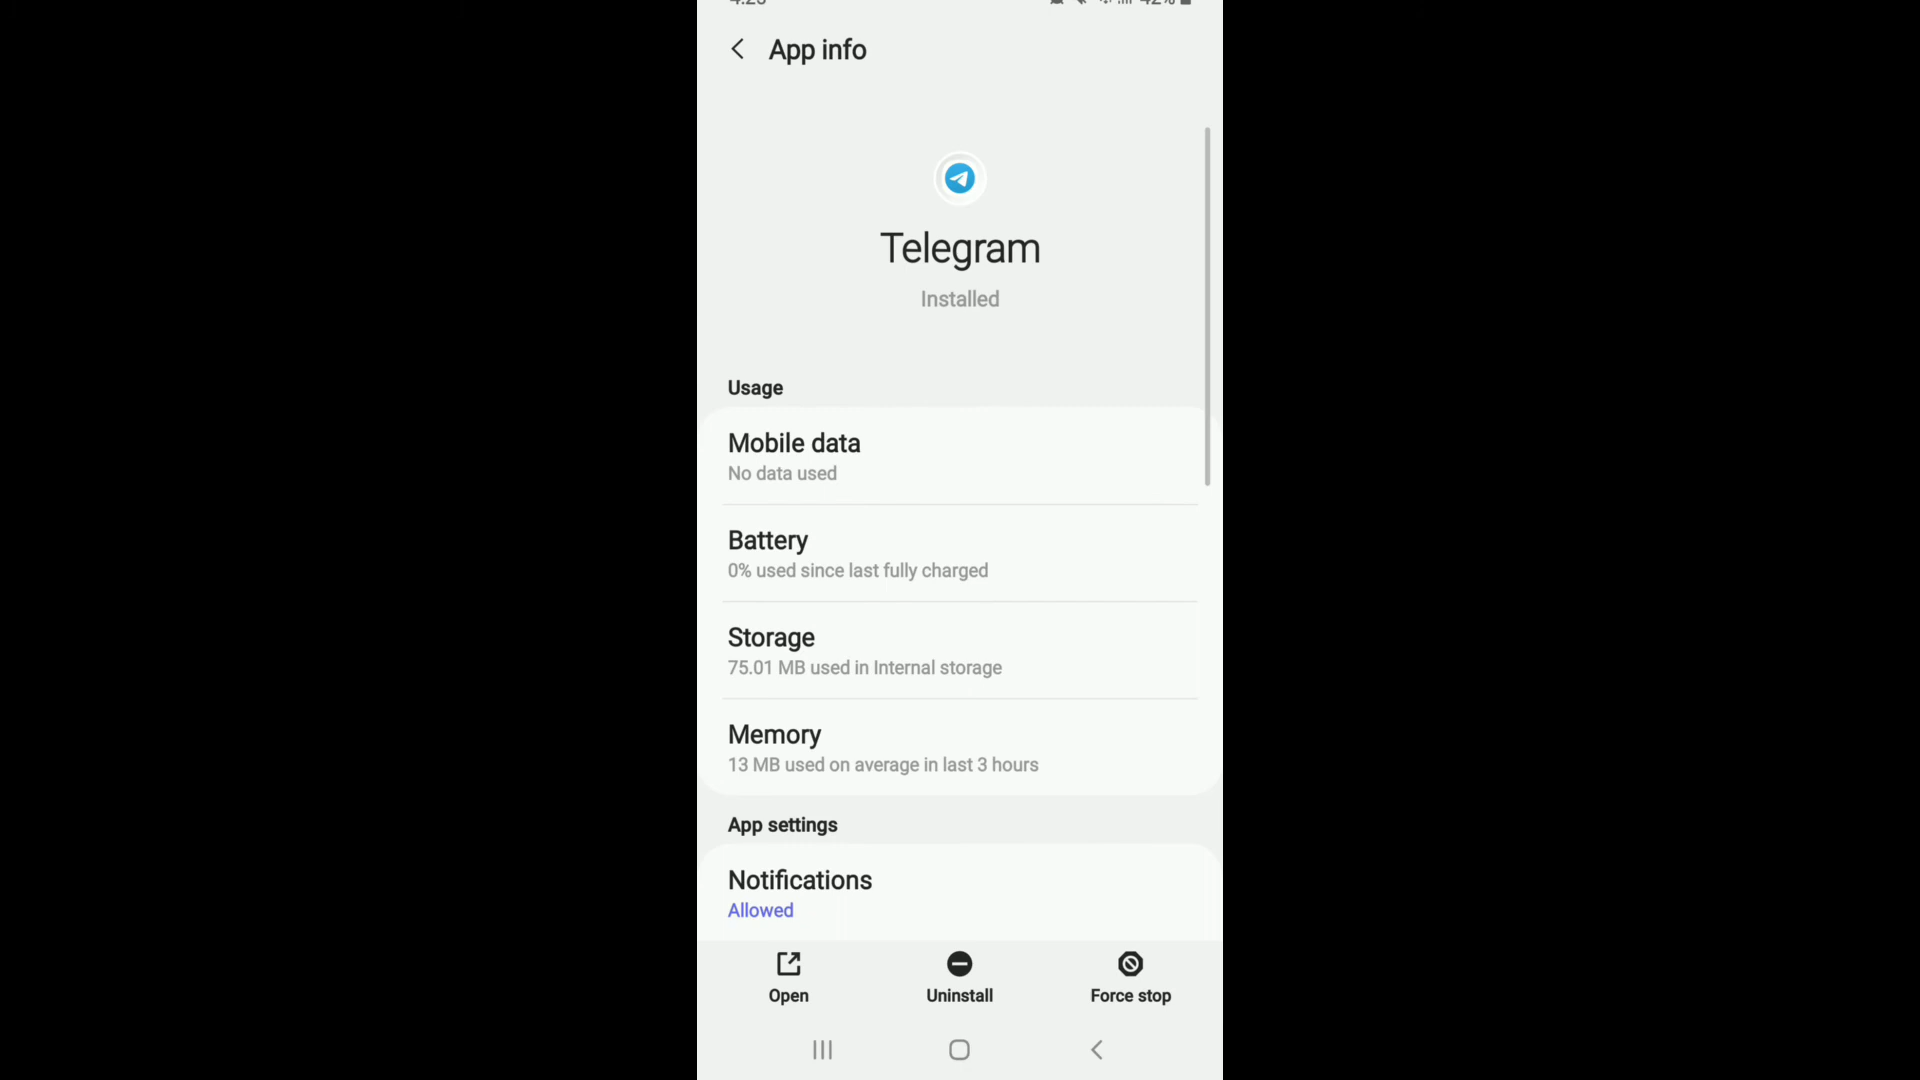 App info
Telegram
Installed
Usage
Mobile data
No data used
Battery
0% used since last fully charged
Storage
75.01 MB used in Internal storage
Memory
13 MB used on average in last 3 hours
App settings
Notifications
Allowed
Open
Uninstall
Force stop